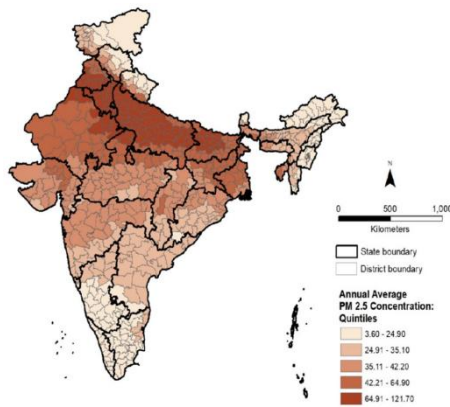 N
0
500
1,000
Kilometers
State boundary
District boundary
Annual Average
PM 2.5 Concentration:
Quintiles
3.60 - 24.90
24.91 - 35.10
35.11 - 42.20
42.21 - 64.90
64.91 - 121.70